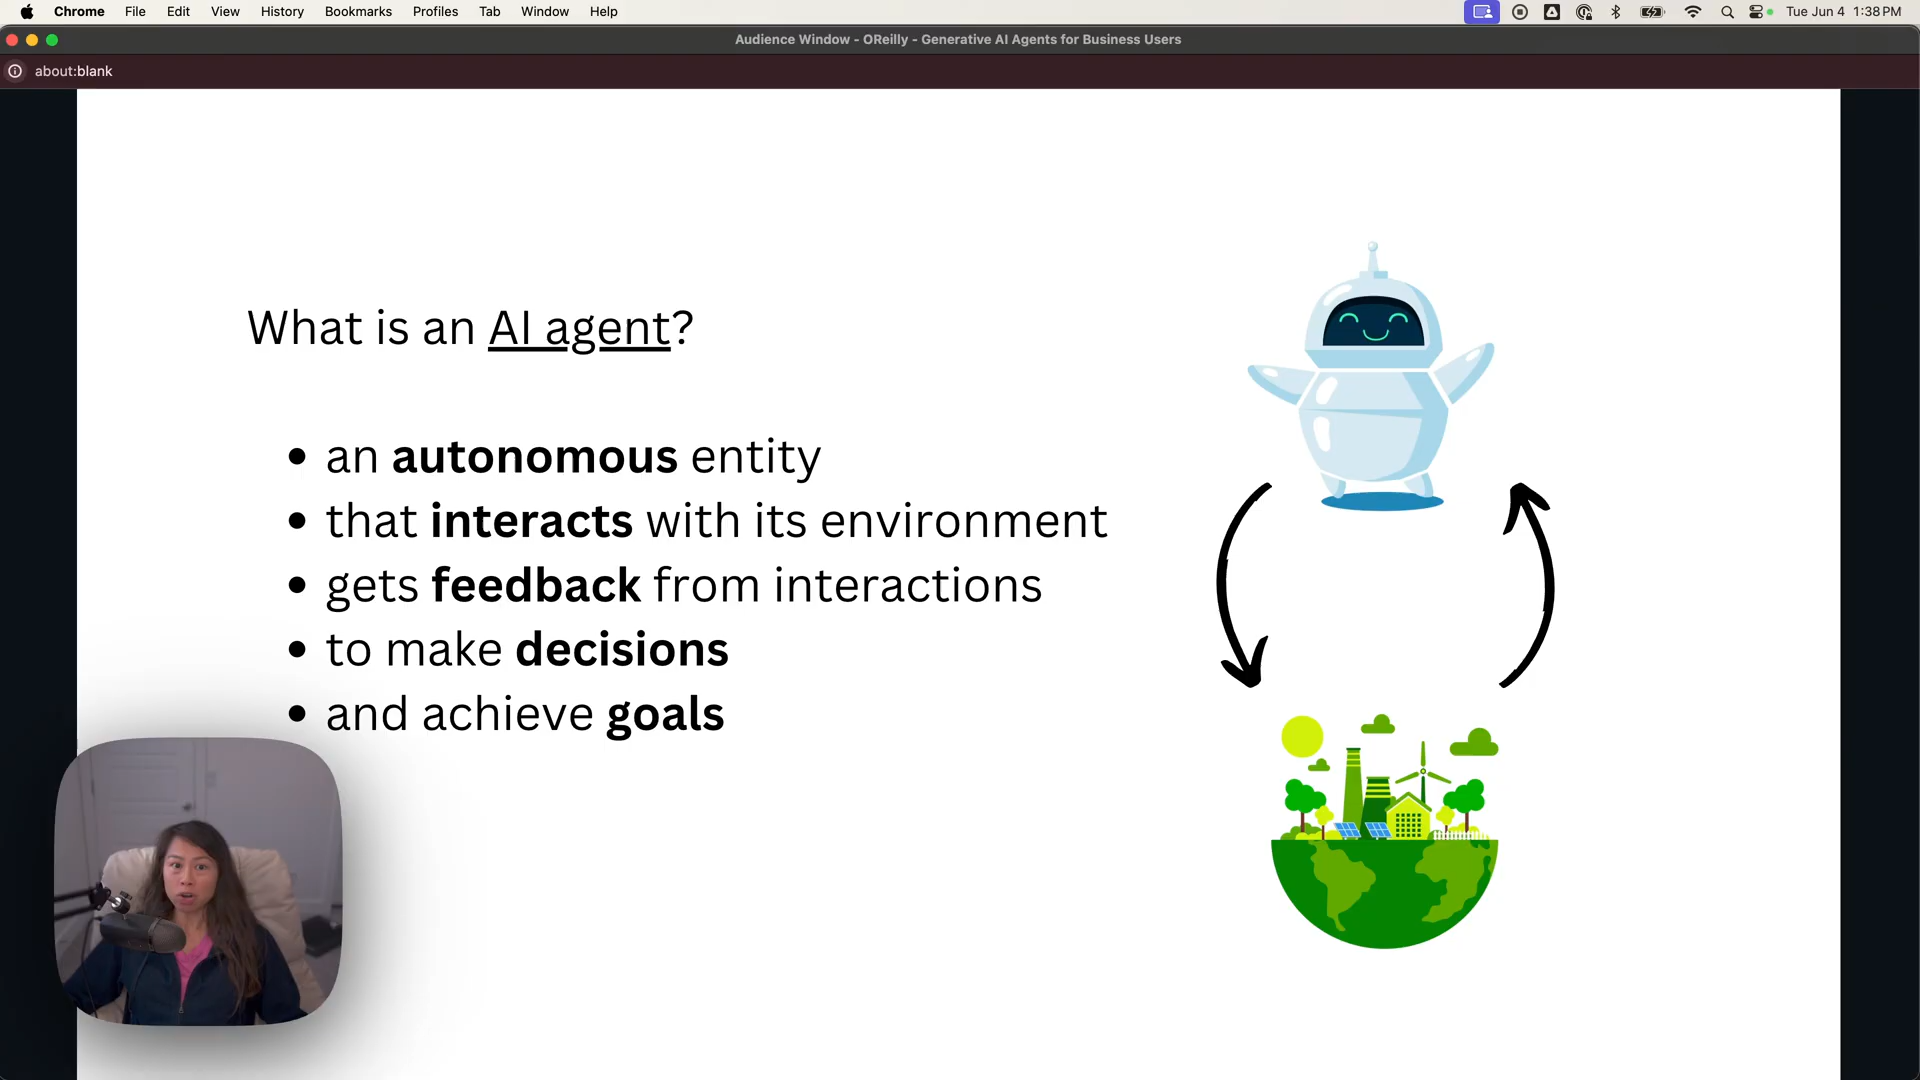 Chrome File Edit View History Bookmarks Profiles Tab Window Help Tue Jun 4 1:38 PM
Audience Window - OReilly - Generative AI Agents for Business Users
about:blank
What is an AI agent?
• an autonomous entity
• that interacts with its environment
• gets feedback from interactions
• to make decisions
• and achieve goals